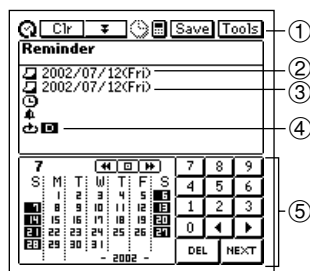 Clr Save Tools ①
Reminder
2002/07/12(Fri) ②
2002/07/12(Fri) ③
D ④
7
S M T W T F S
1 2 3 4 5 6
7 8 9 10 11 12 13
14 15 16 17 18 19 20
21 22 23 24 25 26 27
28 29 30 31
- 2002 -
7 8 9
4 5 6
1 2 3 ⑤
0
DEL NEXT